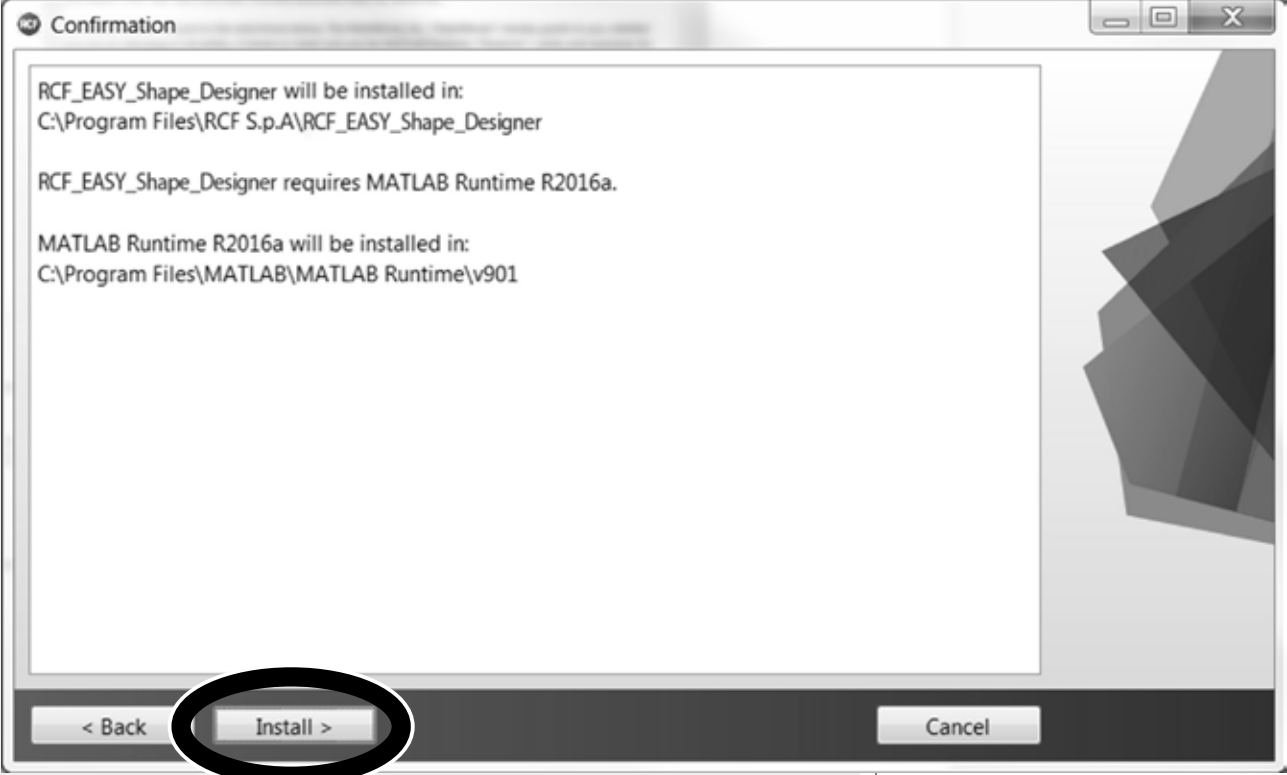 RCF
Confirmation
X
RCF_EASY_Shape_Designer will be installed in:
C:\Program Files\RCF S.p.A\RCF_EASY_Shape_Designer
RCF_EASY_Shape_Designer requires MATLAB Runtime R2016a.
MATLAB Runtime R2016a will be installed in:
C:\Program Files\MATLAB\MATLAB Runtime\v901
< Back
Install >
Cancel